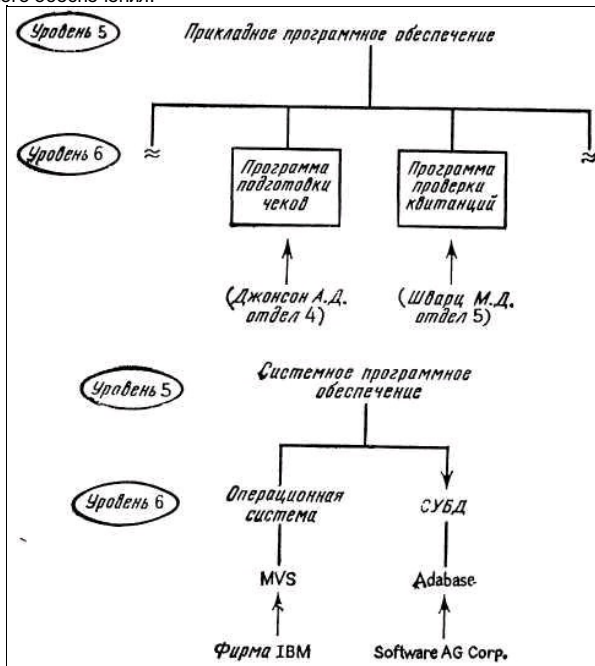 Уровень 5
Прикладное программное обеспечение
Уровень 6
≈
Программа
подготовки
чеков
Программа
проверки
квитанций
≈
(Джонсон А.Д.
отдел 4)
(Шварц М.Д.
отдел 5)
Уровень 5
Системное программное
обеспечение
Уровень 6
Операционная
система
СУБД
MVS
Adabase
Фирма IBM
Software AG Corp.